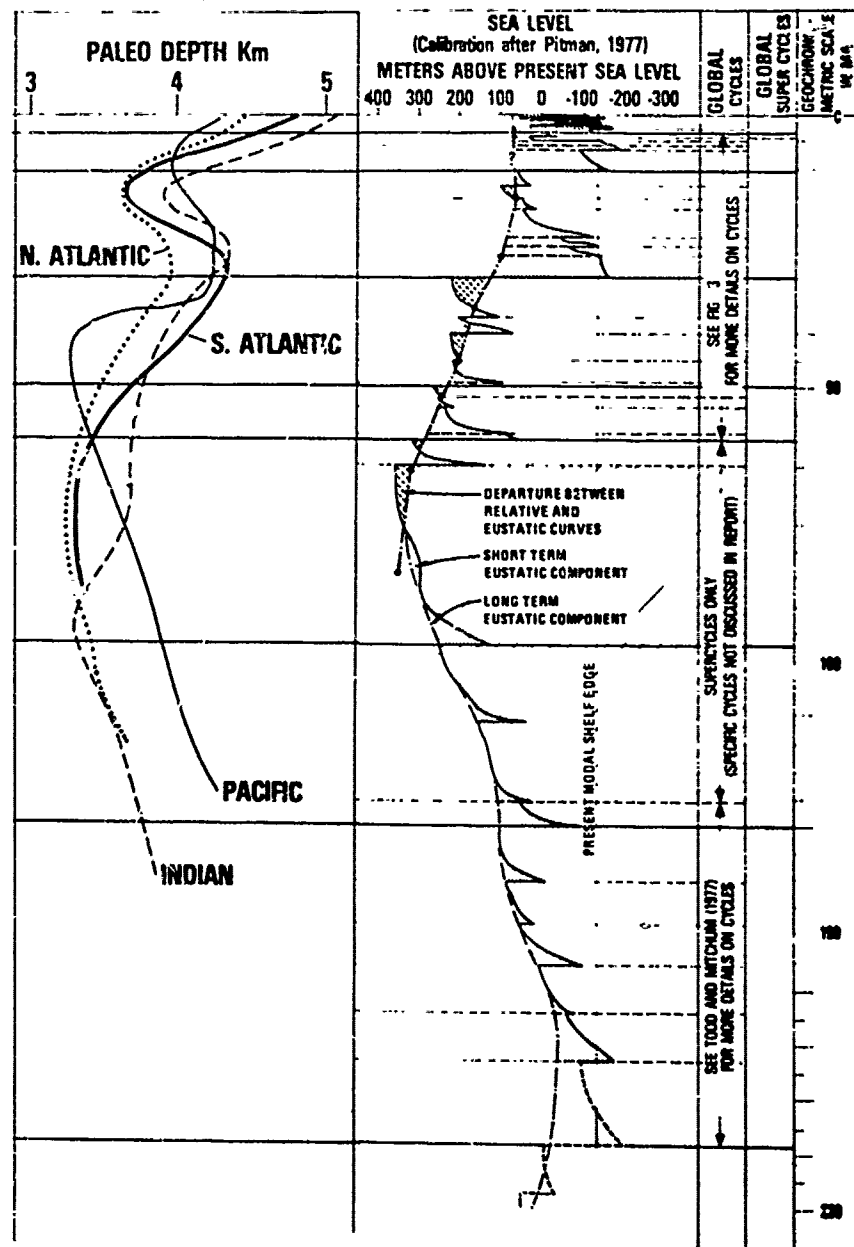 PALEO DEPTH Km
3 4 5
N. ATLANTIC
S. ATLANTIC
PACIFIC
INDIAN
SEA LEVEL
(Calibration after Pitman, 1977)
METERS ABOVE PRESENT SEA LEVEL
400 300 200 100 0 -100 -200 -300
DEPARTURE BETWEEN
RELATIVE AND
EUSTATIC CURVES
SHORT TERM
EUSTATIC COMPONENT
LONG TERM
EUSTATIC COMPONENT
PRESENT MODAL SHELF EDGE
GLOBAL
CYCLES
SEE FIG 3
FOR MORE DETAILS ON CYCLES
SUPERCYCLES ONLY
(SPECIFIC CYCLES NOT DISCUSSED IN REPORT)
SEE TODD AND MITCHUM (1977)
FOR MORE DETAILS ON CYCLES
GLOBAL
SUPER CYCLES
GEOCHRONO-
METRIC SCALE
100
150
200